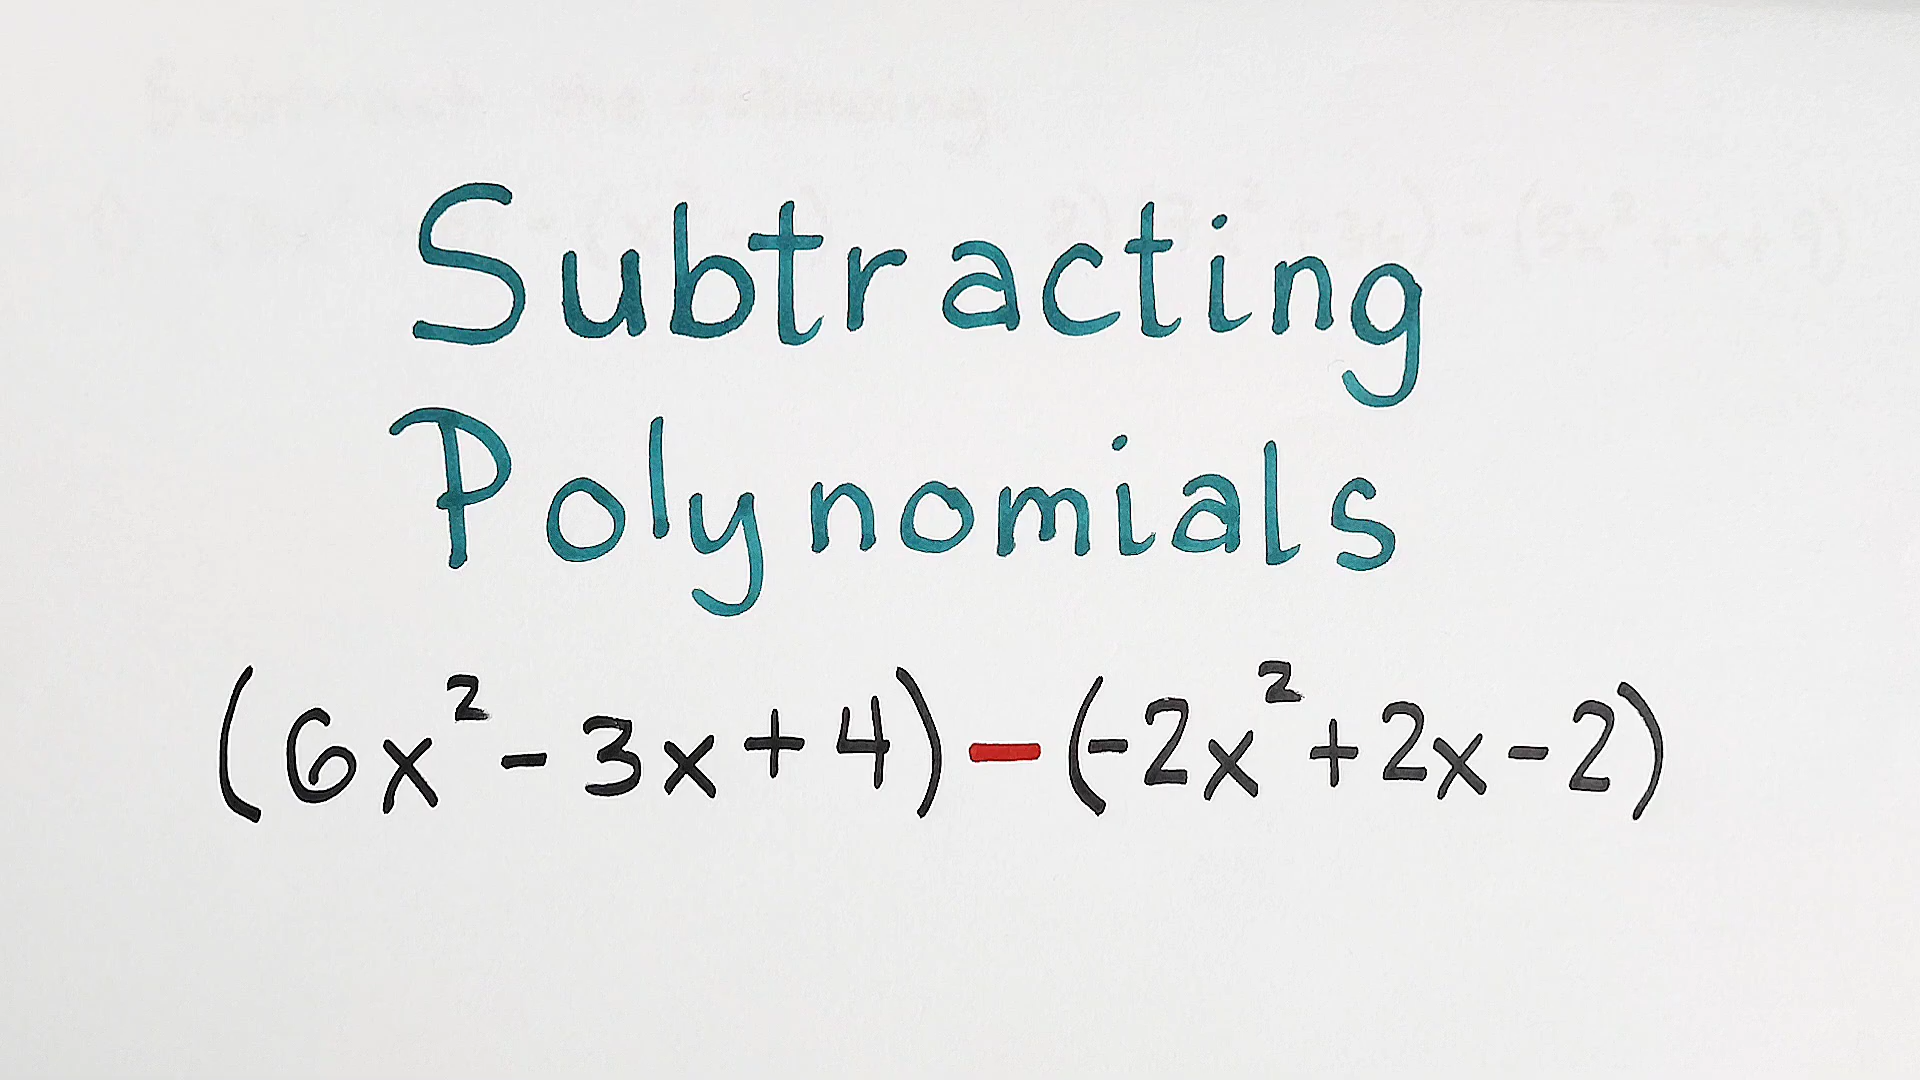 Subtracting
Polynomials
(6x² - 3x + 4) - (-2x² + 2x - 2)